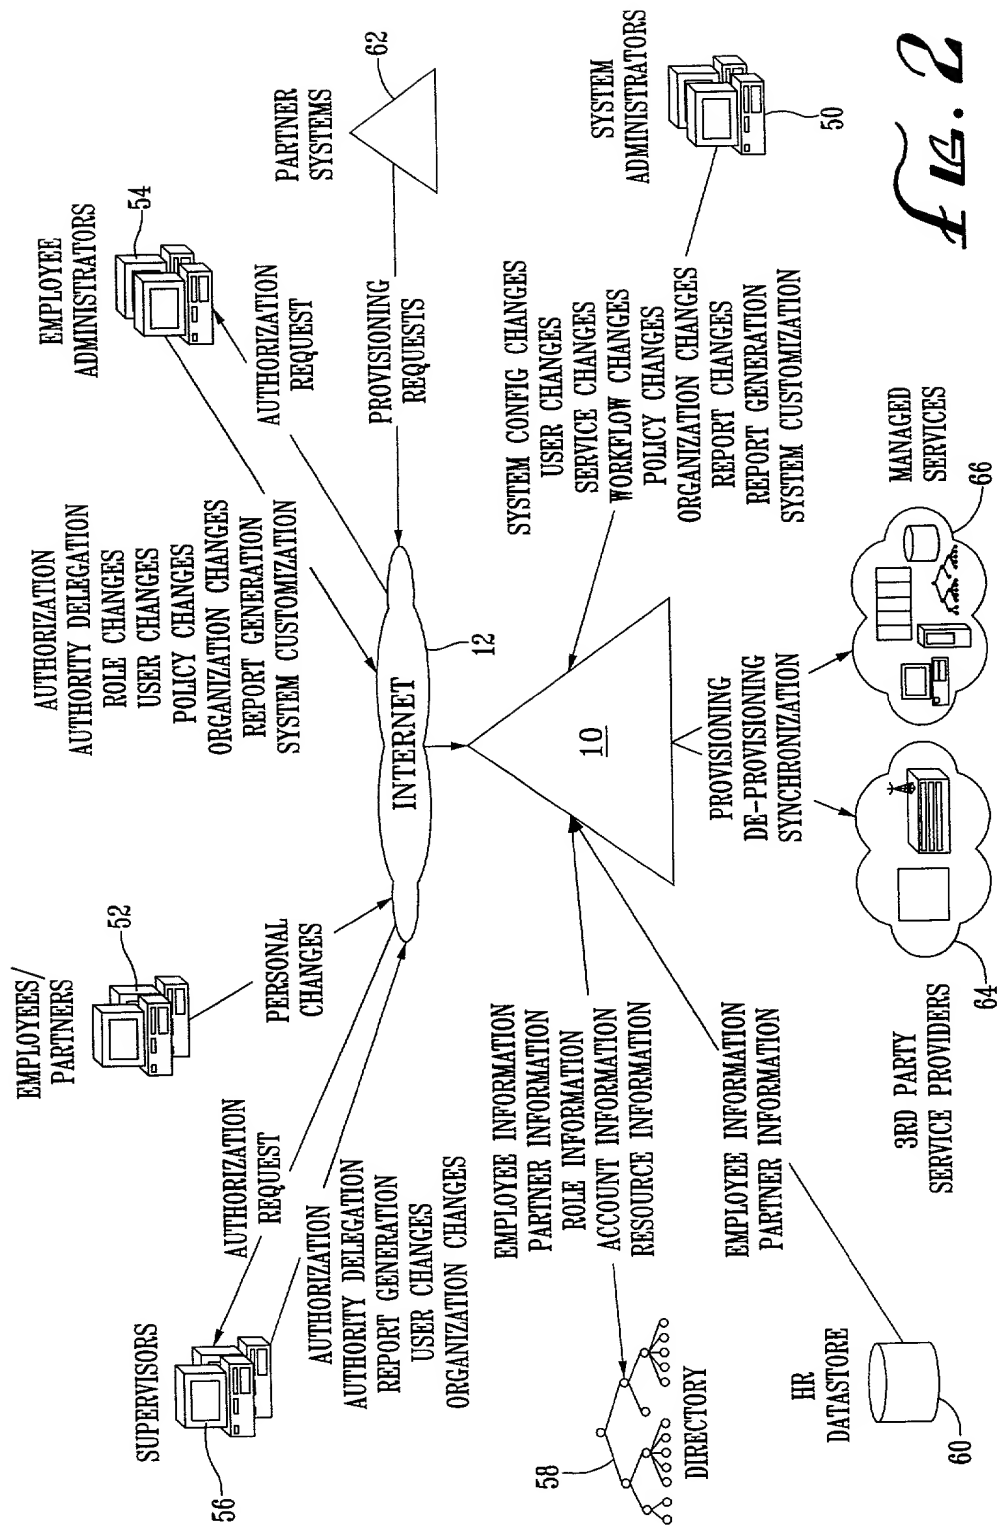 SUPERVISORS
56
AUTHORIZATION
REQUEST
AUTHORIZATION
AUTHORITY DELEGATION
REPORT GENERATION
USER CHANGES
ORGANIZATION CHANGES
EMPLOYEES/
PARTNERS
52
PERSONAL
CHANGES
AUTHORIZATION
AUTHORITY DELEGATION
ROLE CHANGES
USER CHANGES
POLICY CHANGES
ORGANIZATION CHANGES
REPORT GENERATION
SYSTEM CUSTOMIZATION
EMPLOYEE
ADMINISTRATORS
54
AUTHORIZATION
REQUEST
PARTNER
SYSTEMS
62
PROVISIONING
REQUESTS
INTERNET
12
10
58
DIRECTORY
EMPLOYEE INFORMATION
PARTNER INFORMATION
ROLE INFORMATION
ACCOUNT INFORMATION
RESOURCE INFORMATION
SYSTEM CONFIG CHANGES
USER CHANGES
SERVICE CHANGES
WORKFLOW CHANGES
POLICY CHANGES
ORGANIZATION CHANGES
REPORT CHANGES
REPORT GENERATION
SYSTEM CUSTOMIZATION
SYSTEM
ADMINISTRATORS
50
HR
DATASTORE
60
EMPLOYEE INFORMATION
PARTNER INFORMATION
PROVISIONING
DE-PROVISIONING
SYNCHRONIZATION
3RD PARTY
SERVICE PROVIDERS
64
MANAGED
SERVICES
66
FIG. 2